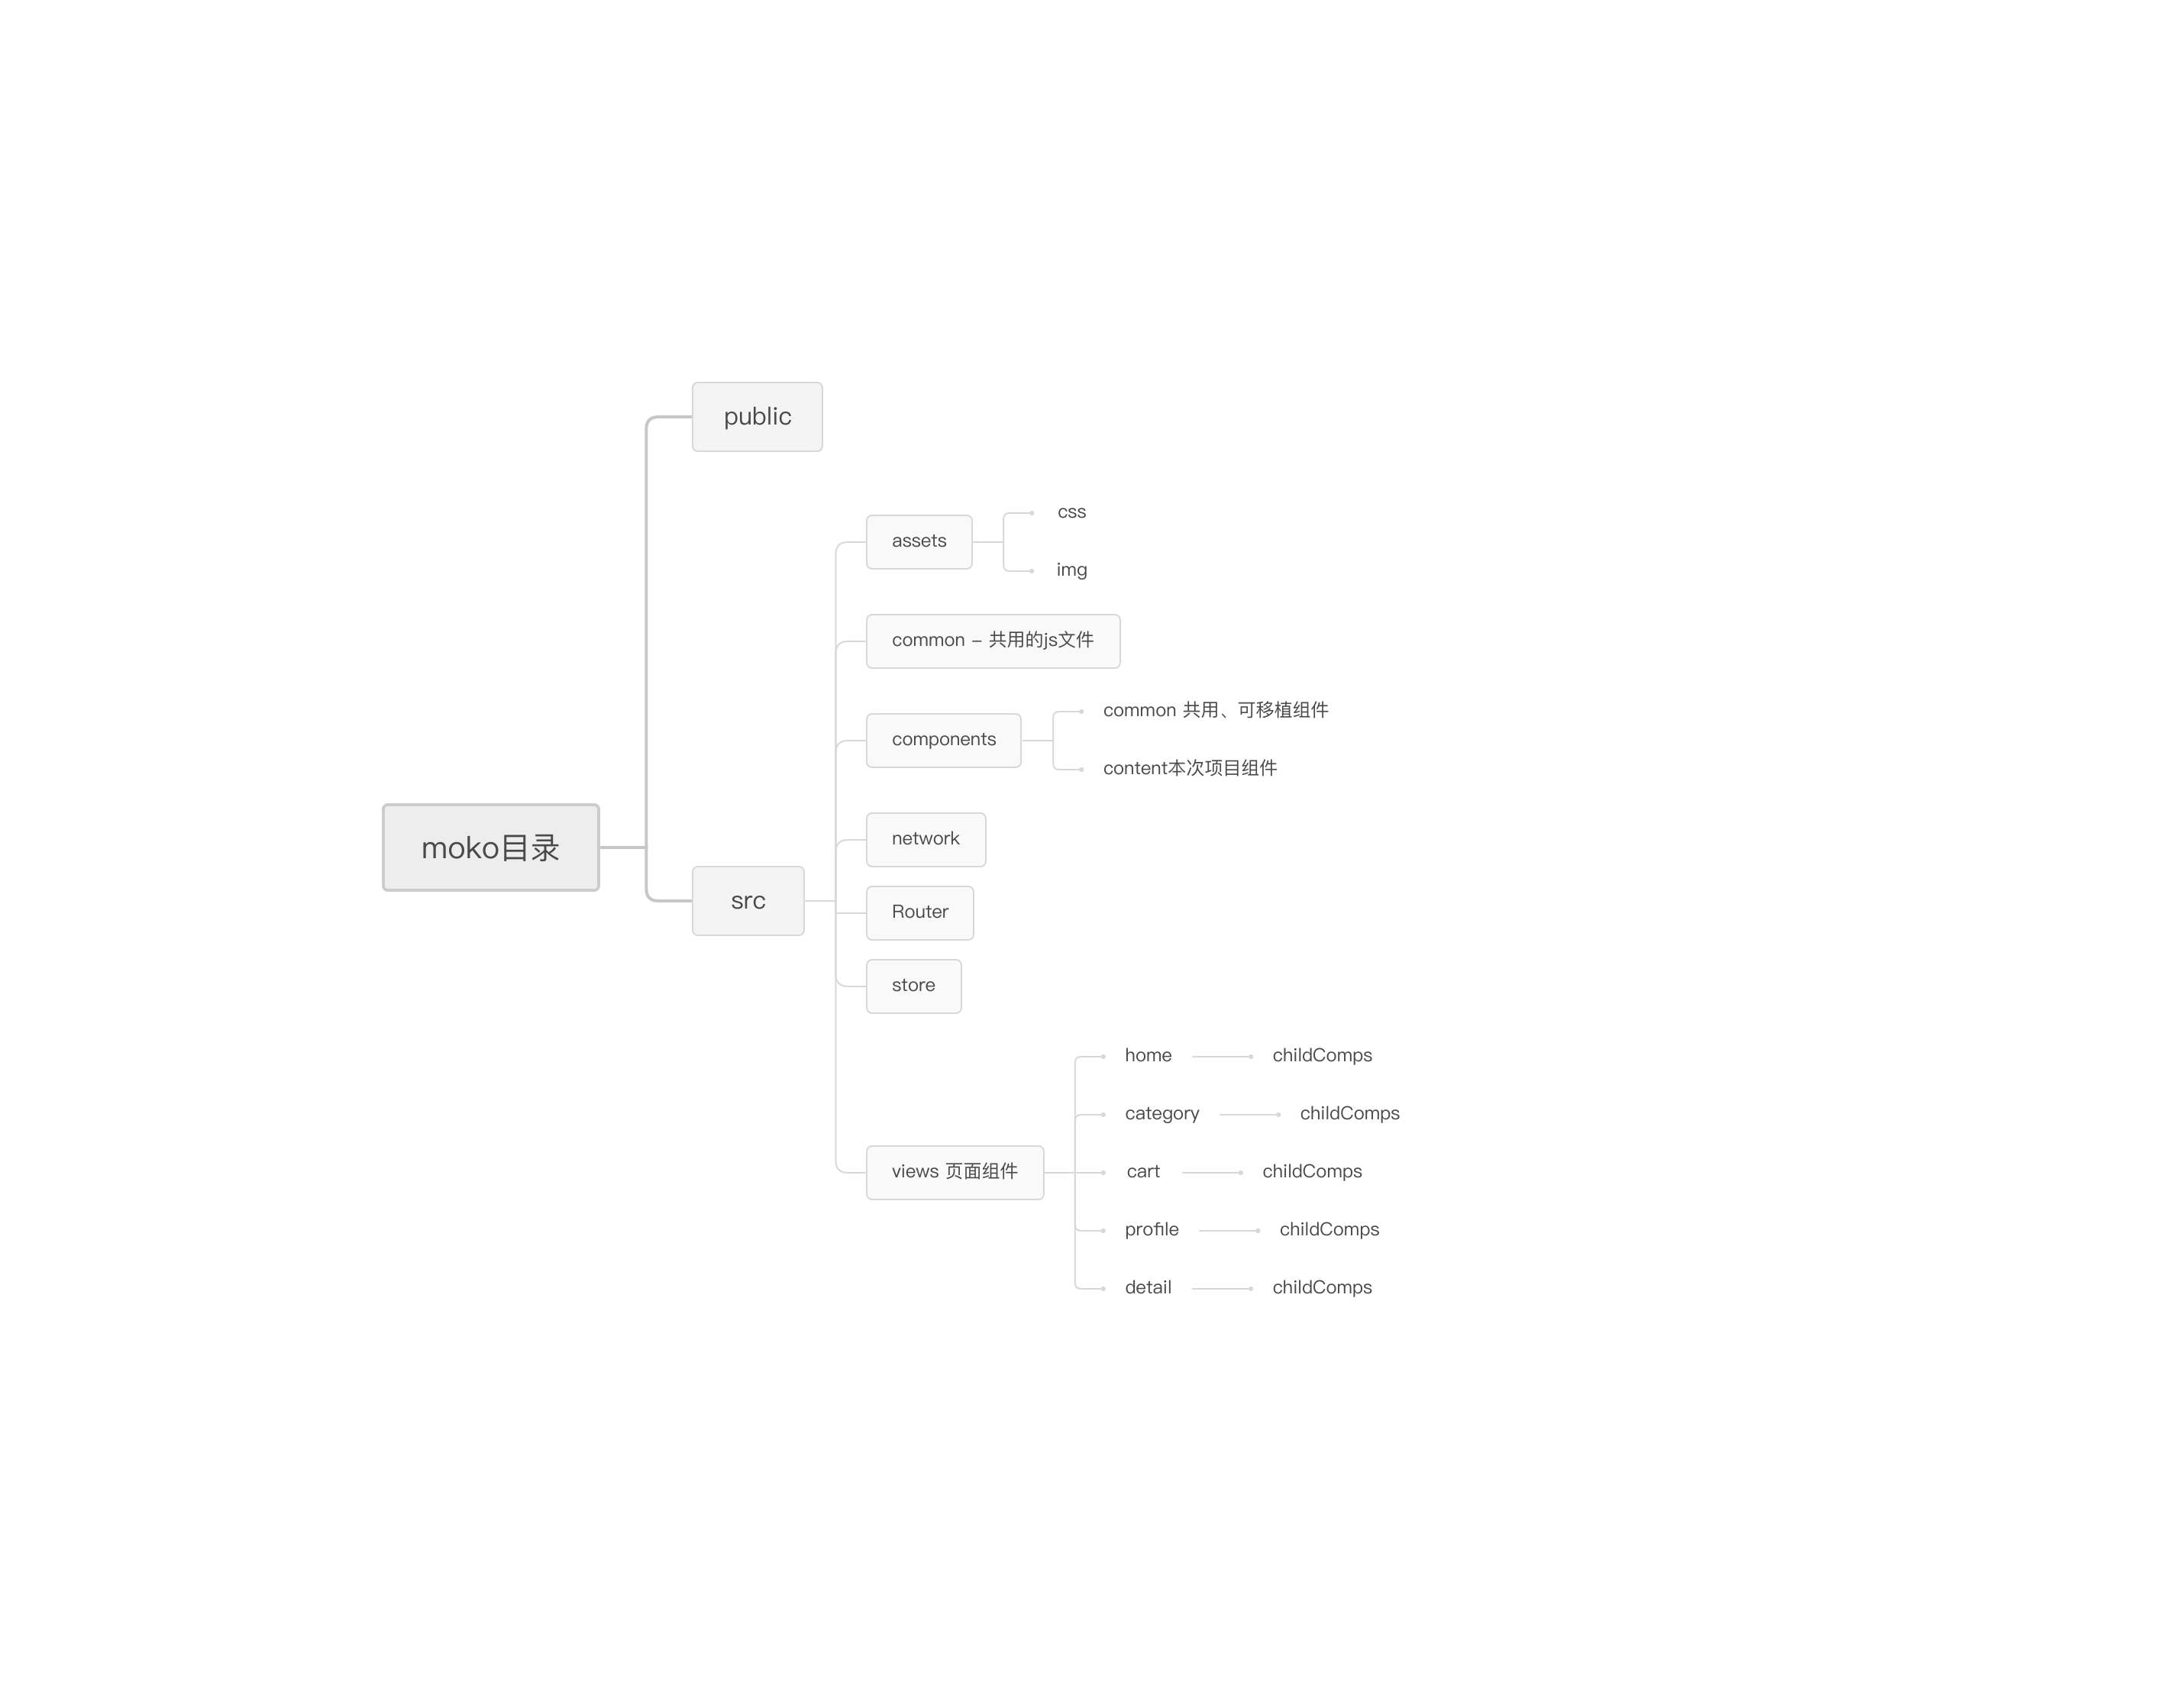 moko目录
public
src
assets
css
img
common - 共用的js文件
components
common 共用、可移植组件
content本次项目组件
network
Router
store
views 页面组件
home
childComps
category
childComps
cart
childComps
profile
childComps
detail
childComps